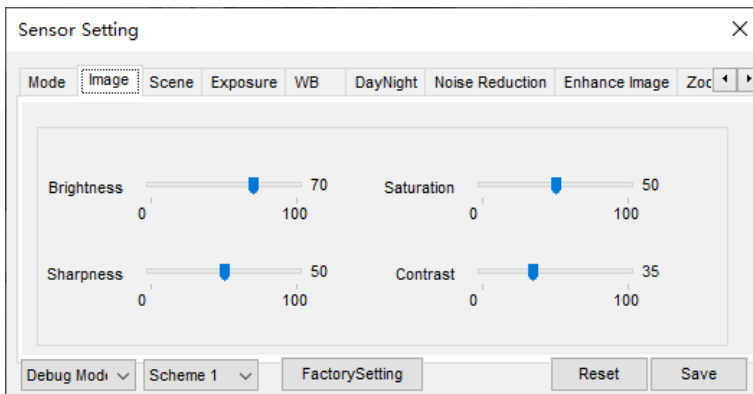 Sensor Setting
Mode Image Scene Exposure WB DayNight Noise Reduction Enhance Image
Brightness 70 Saturation 50
0 100 0 100
Sharpness 50 Contrast 35
0 100 0 100
Debug Scheme 1 FactorySetting Reset Save